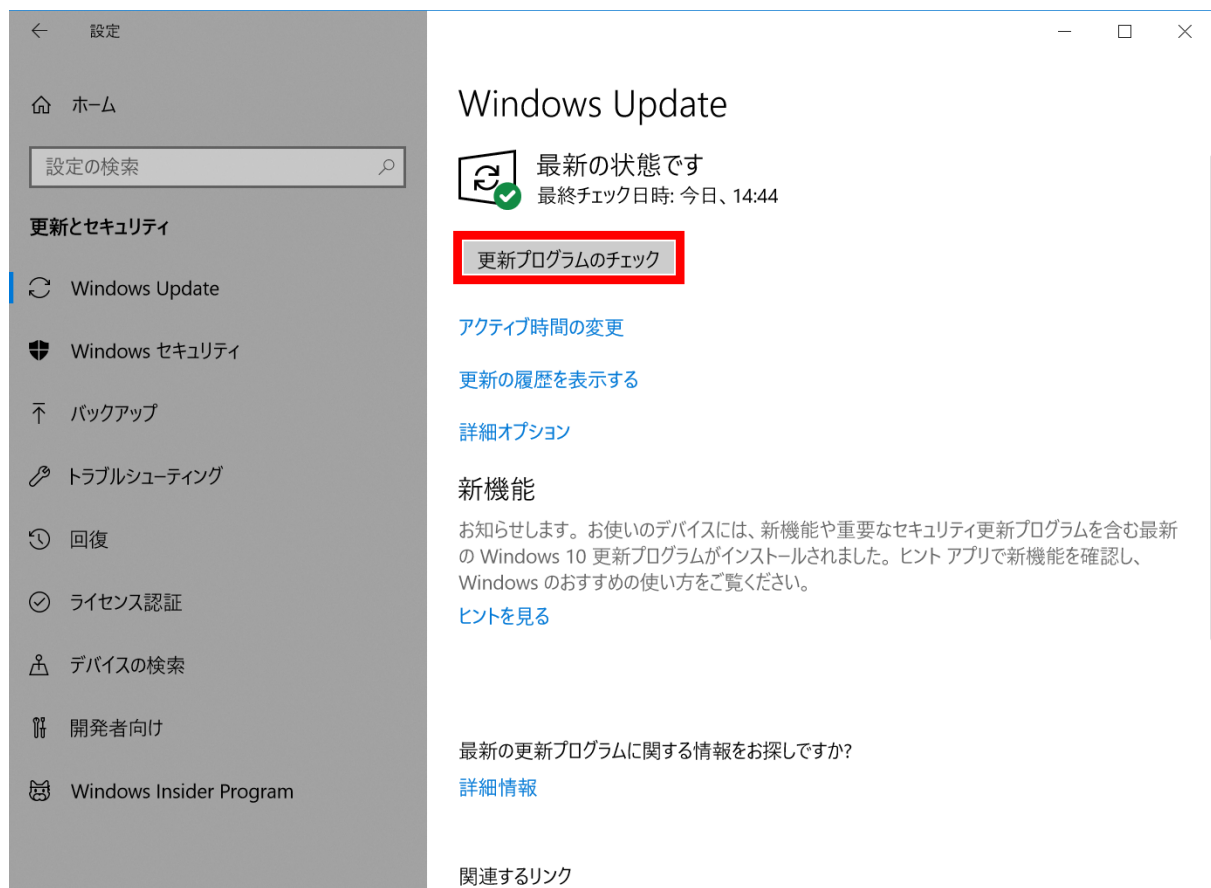 設定
ホーム
設定の検索
更新とセキュリティ
Windows Update
Windows セキュリティ
バックアップ
トラブルシューティング
回復
ライセンス認証
デバイスの検索
開発者向け
Windows Insider Program
Windows Update
最新の状態です
最終チェック日時: 今日、14:44
更新プログラムのチェック
アクティブ時間の変更
更新の履歴を表示する
詳細オプション
新機能
お知らせします。お使いのデバイスには、新機能や重要なセキュリティ更新プログラムを含む最新
の Windows 10 更新プログラムがインストールされました。ヒント アプリで新機能を確認し、
Windows のおすすめの使い方をご覧ください。
ヒントを見る
最新の更新プログラムに関する情報をお探しですか?
詳細情報
関連するリンク